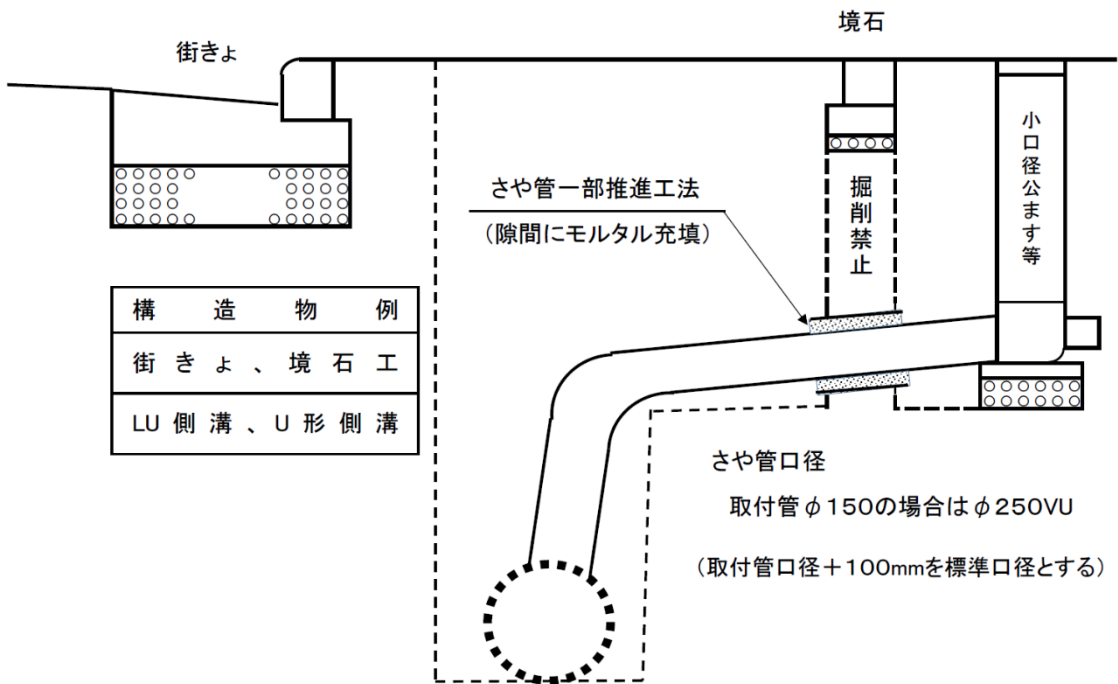 境石
街きょ
小口径公ます等
さや管一部推進工法
(隙間にモルタル充填)
掘削禁止
構造物例
街きょ、境石工
LU側溝、U形側溝
さや管口径
取付管φ150の場合はφ250VU
(取付管口径+100mmを標準口径とする)